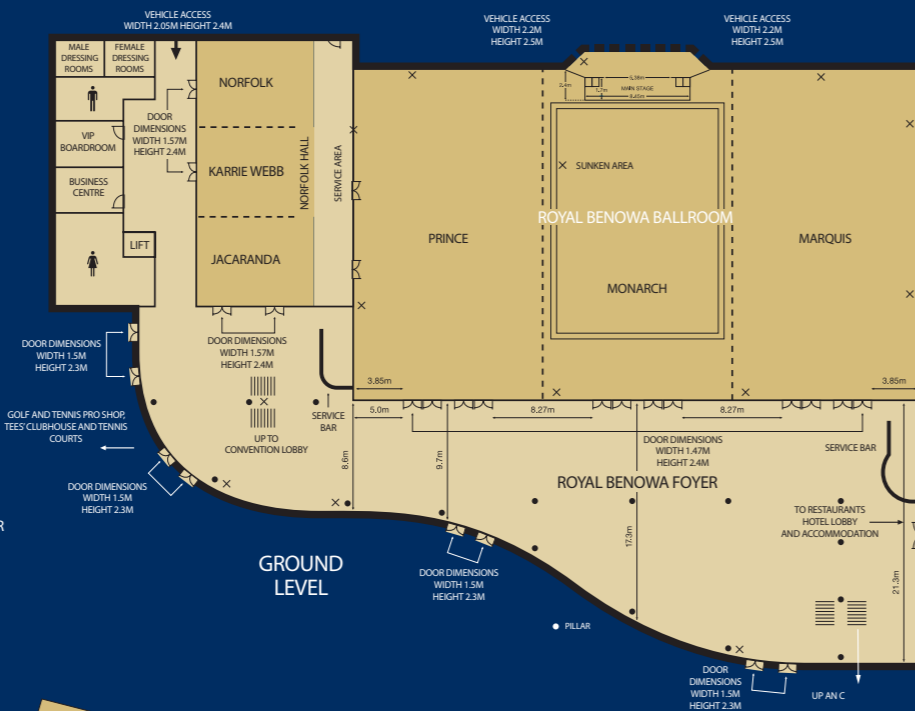 VEHICLE ACCESS
WIDTH 2.05M HEIGHT 2.4M
VEHICLE ACCESS
WIDTH 2.2M
HEIGHT 2.5M
VEHICLE ACCESS
WIDTH 2.2M
HEIGHT 2.5M
MALE
DRESSING
ROOMS
FEMALE
DRESSING
ROOMS
NORFOLK
DOOR
DIMENSIONS
WIDTH 1.57M
HEIGHT 2.4M
VIP
BOARDROOM
KARRIE WEBB
NORFOLK HALL
SERVICE AREA
BUSINESS
CENTRE
LIFT
JACARANDA
MAIN STAGE
SUNKEN AREA
ROYAL BENOWA BALLROOM
PRINCE
MARQUIS
MONARCH
DOOR DIMENSIONS
WIDTH 1.5M
HEIGHT 2.3M
DOOR DIMENSIONS
WIDTH 1.57M
HEIGHT 2.4M
3.85m
3.85m
5.0m
8.27m
8.27m
GOLF AND TENNIS PRO SHOP,
TEES' CLUBHOUSE AND TENNIS
COURTS
UP TO
CONVENTION LOBBY
SERVICE
BAR
8.6m
9.7m
DOOR DIMENSIONS
WIDTH 1.47M
HEIGHT 2.4M
SERVICE BAR
ROYAL BENOWA FOYER
DOOR DIMENSIONS
WIDTH 1.5M
HEIGHT 2.3M
TO RESTAURANTS
HOTEL LOBBY
AND ACCOMMODATION
R
17.3m
21.3m
GROUND
LEVEL
DOOR DIMENSIONS
WIDTH 1.5M
HEIGHT 2.3M
PILLAR
DOOR
DIMENSIONS
WIDTH 1.5M
HEIGHT 2.3M
UP AN C